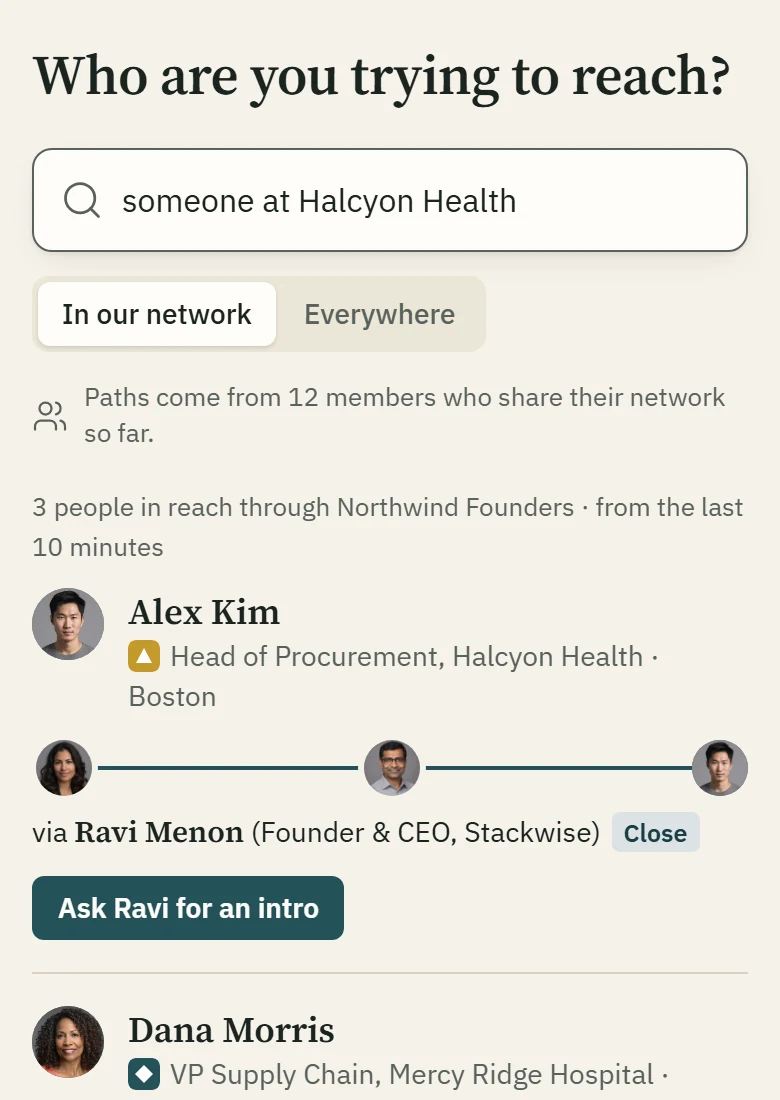 Who are you trying to reach?
someone at Halcyon Health
In our network
Everywhere
Paths come from 12 members who share their network
so far.
3 people in reach through Northwind Founders · from the last
10 minutes
Alex Kim
Head of Procurement, Halcyon Health ·
Boston
via Ravi Menon (Founder & CEO, Stackwise) Close
Ask Ravi for an intro
Dana Morris
VP Supply Chain, Mercy Ridge Hospital ·